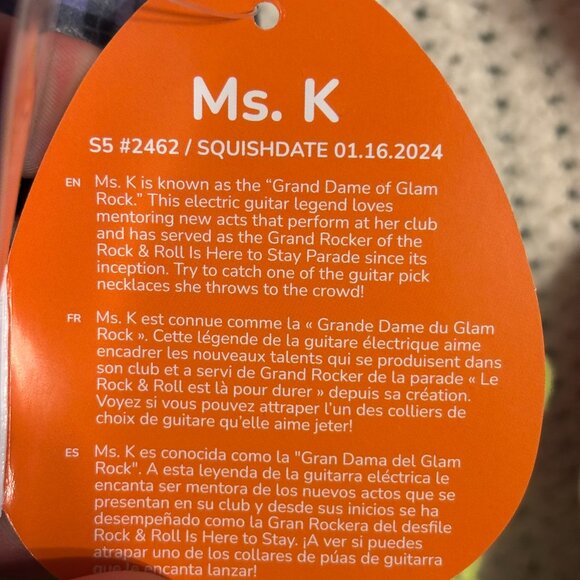 Ms. K
S5 #2462 / SQUISHDATE 01.16.2024
EN Ms. K is known as the “Grand Dame of Glam
Rock.” This electric guitar legend loves
mentoring new acts that perform at her club
and has served as the Grand Rocker of the
Rock & Roll Is Here to Stay Parade since its
inception. Try to catch one of the guitar pick
necklaces she throws to the crowd!
FR Ms. K est connue comme la « Grande Dame du Glam
Rock ». Cette légende de la guitare électrique aime
encadrer les nouveaux talents qui se produisent dans
son club et a servi de Grand Rocker de la parade « Le
Rock & Roll est là pour durer » depuis sa création.
Voyez si vous pouvez attraper l’un des colliers de
choix de guitare qu’elle aime jeter!
ES Ms. K es conocida como la "Gran Dama del Glam
Rock". A esta leyenda de la guitarra eléctrica le
encanta ser mentora de los nuevos actos que se
presentan en su club y desde sus inicios se ha
desempeñado como la Gran Rockera del desfile
Rock & Roll Is Here to Stay. ¡A ver si puedes
atrapar uno de los collares de púas de guitarra
que le encanta lanzar!